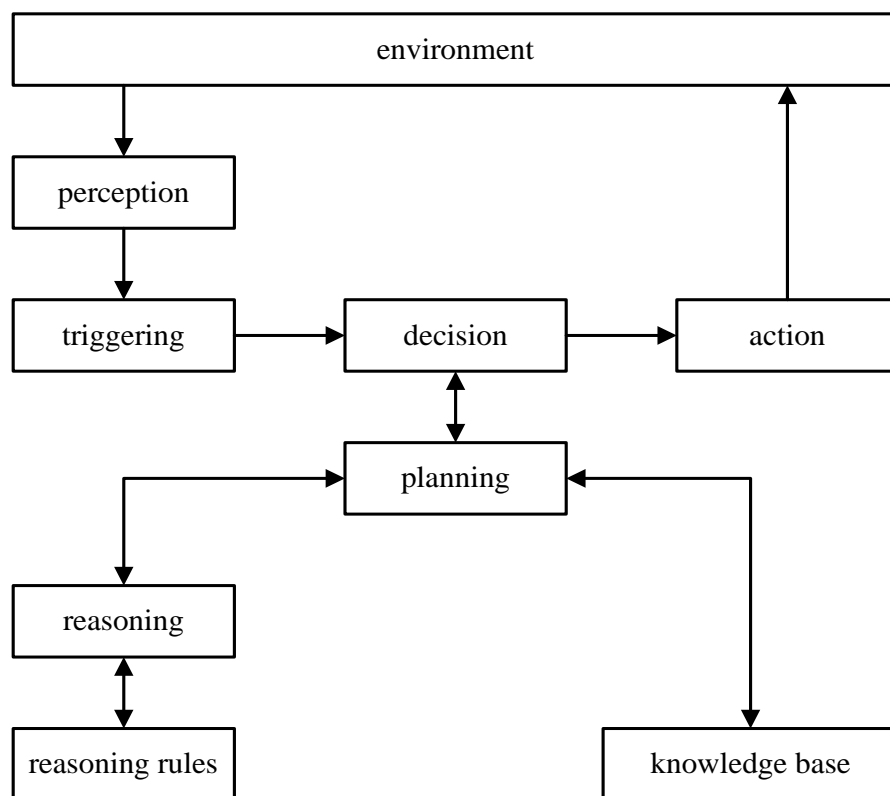 environment
perception
triggering
decision
action
planning
reasoning
reasoning rules
knowledge base